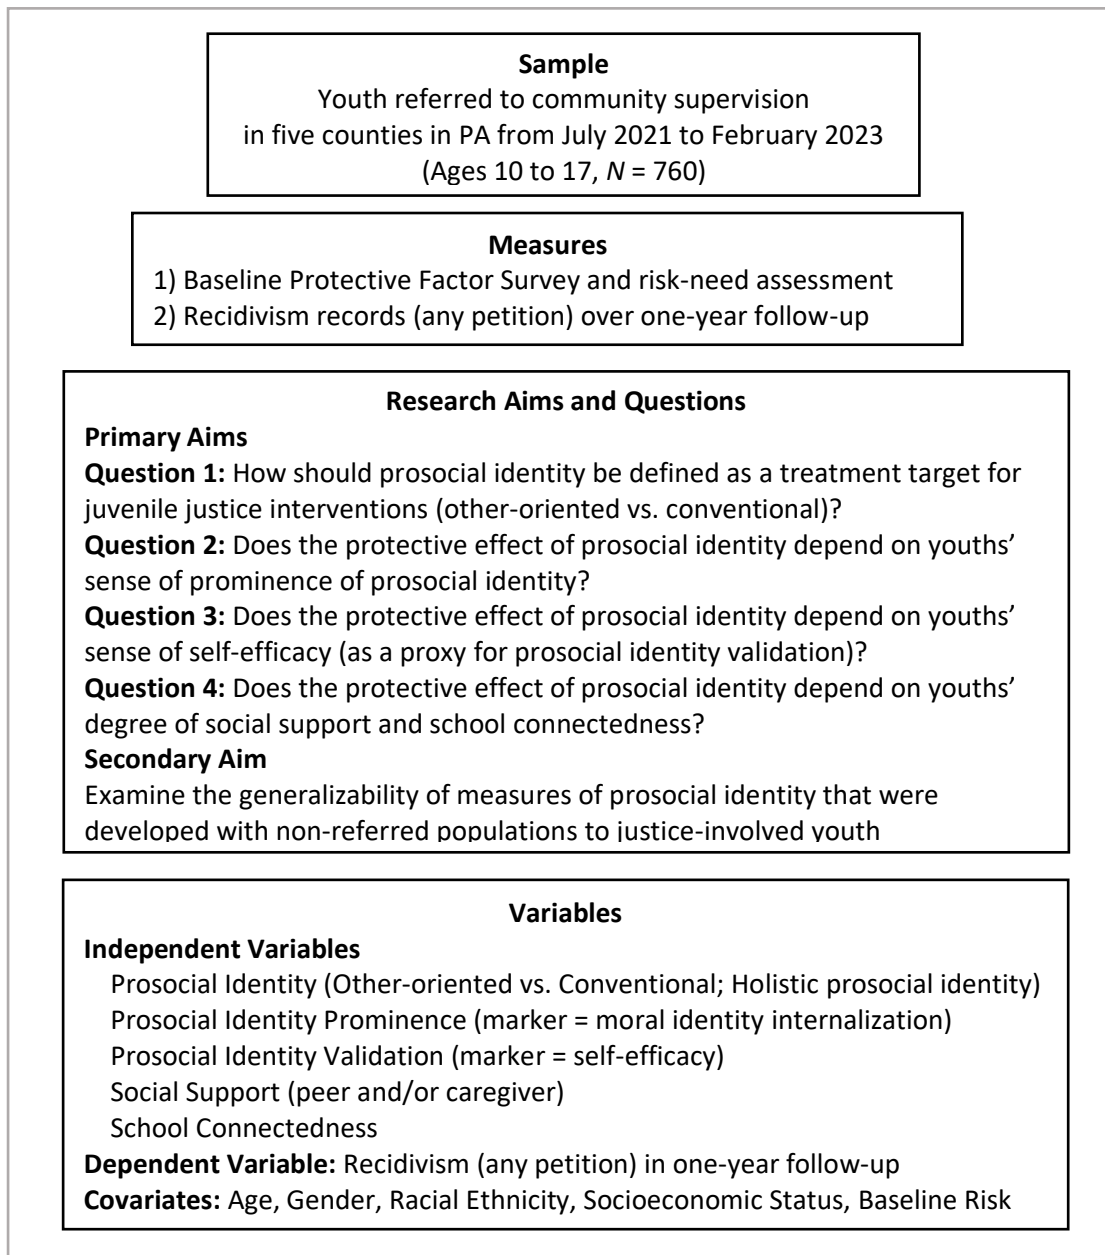 Sample
Youth referred to community supervision
in five counties in PA from July 2021 to February 2023
(Ages 10 to 17, N = 760)
Measures
1) Baseline Protective Factor Survey and risk-need assessment
2) Recidivism records (any petition) over one-year follow-up
Research Aims and Questions
Primary Aims
Question 1: How should prosocial identity be defined as a treatment target for
juvenile justice interventions (other-oriented vs. conventional)?
Question 2: Does the protective effect of prosocial identity depend on youths’
sense of prominence of prosocial identity?
Question 3: Does the protective effect of prosocial identity depend on youths’
sense of self-efficacy (as a proxy for prosocial identity validation)?
Question 4: Does the protective effect of prosocial identity depend on youths’
degree of social support and school connectedness?
Secondary Aim
Examine the generalizability of measures of prosocial identity that were
developed with non-referred populations to justice-involved youth
Variables
Independent Variables
Prosocial Identity (Other-oriented vs. Conventional; Holistic prosocial identity)
Prosocial Identity Prominence (marker = moral identity internalization)
Prosocial Identity Validation (marker = self-efficacy)
Social Support (peer and/or caregiver)
School Connectedness
Dependent Variable: Recidivism (any petition) in one-year follow-up
Covariates: Age, Gender, Racial Ethnicity, Socioeconomic Status, Baseline Risk